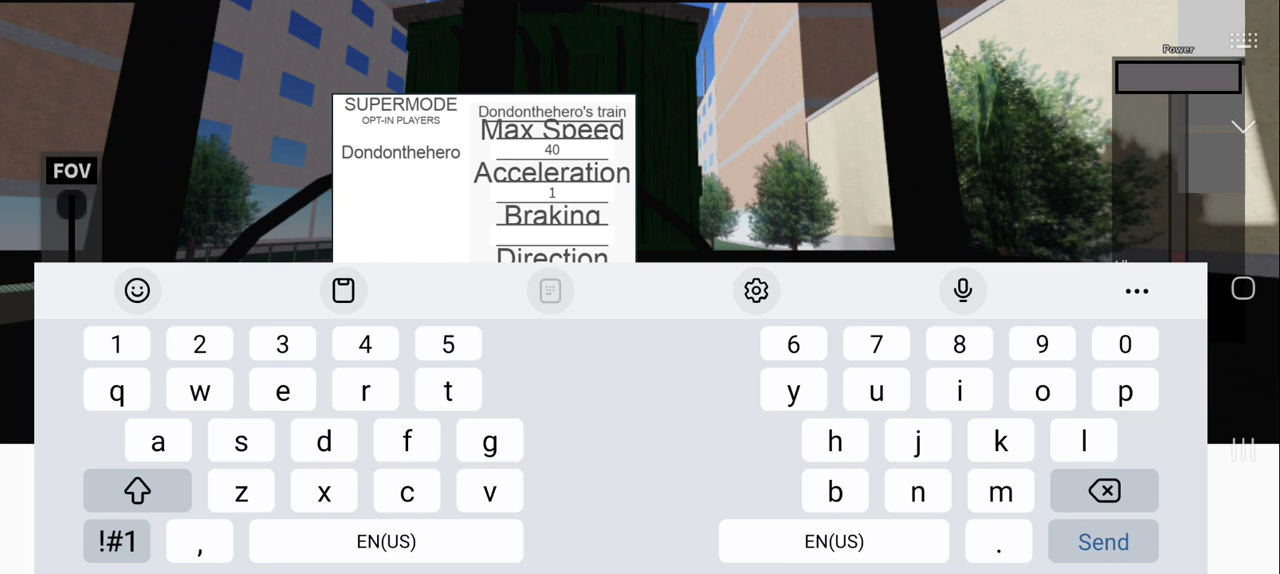 Power
SUPERMODE
OPT-IN PLAYERS
Dondonthehero
Dondonthehero's train
Max Speed
40
Acceleration
1
Braking
Direction
FOV
1 2 3 4 5 6 7 8 9 0
q w e r t y u i o p
a s d f g h j k l
z x c v b n m
!#1 , EN(US) EN(US) . Send